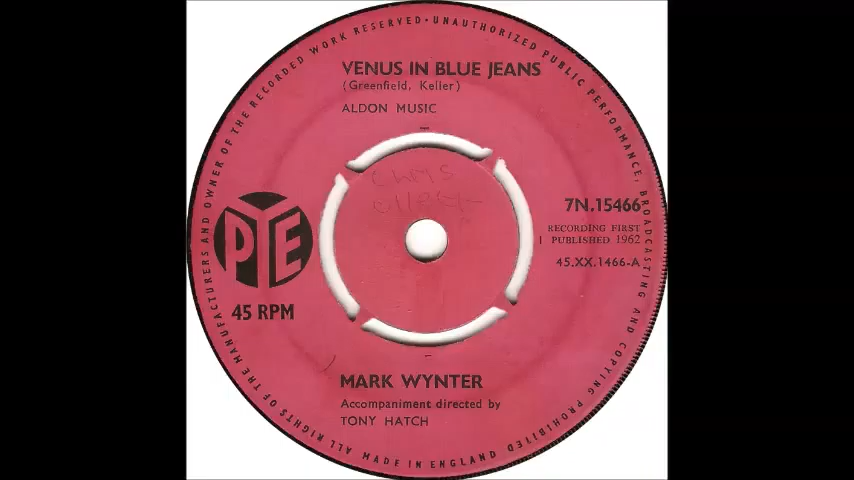 MANUFACTURERS AND OWNER OF THE RECORDED WORK RESERVED · UNAUTHORIZED PUBLIC PERFORMANCE, BROADCASTING AND COPYING PROHIBITED
VENUS IN BLUE JEANS
(Greenfield, Keller)
ALDON MUSIC
CHRIS
7N.15466
RECORDING FIRST
PUBLISHED 1962
45.XX.1466-A
PYE
45 RPM
MARK WYNTER
Accompaniment directed by
TONY HATCH
ALL RIGHTS OF THE
MADE IN ENGLAND